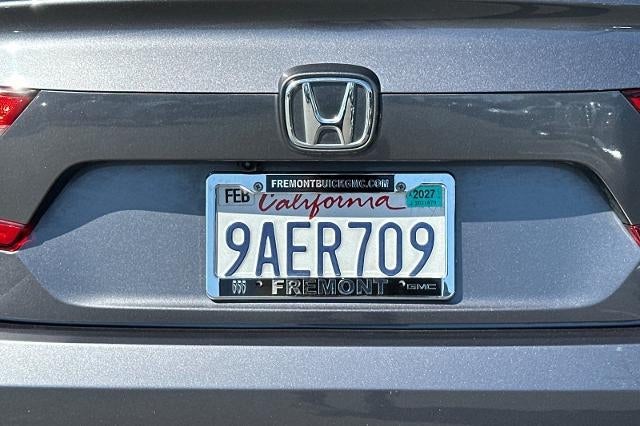 FREMONTBUICKGMC.COM
FEB California 2027
9AER709
FREMONT GMC